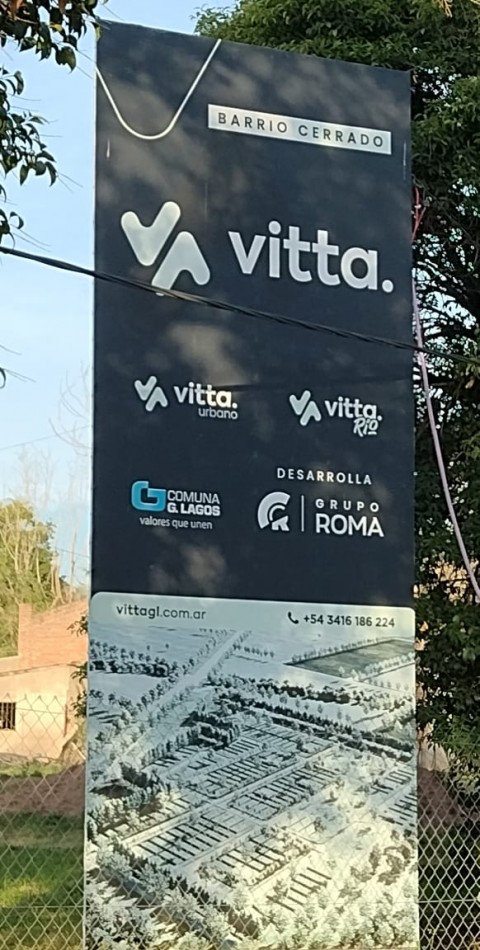 BARRIO CERRADO
vitta.
vitta.
urbano
vitta.
Río
DESARROLLA
COMUNA
G. LAGOS
valores que unen
GRUPO
ROMA
vittagl.com.ar
+54 3416 186 224